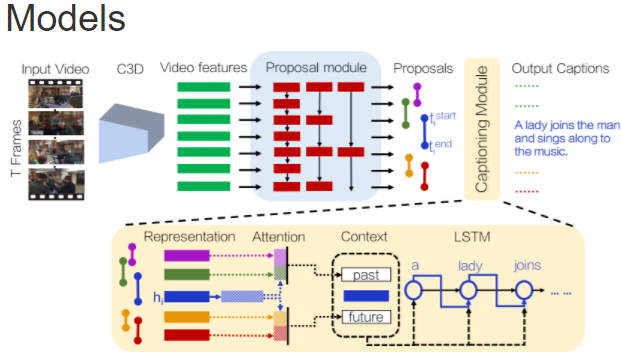 Models
Input Video
C3D
Video features
Proposal module
Proposals
Output Captions
T Frames
t_i^start
t_i^end
Captioning Module
A lady joins the man
and sings along to
the music.
Representation
Attention
Context
LSTM
h_i
past
future
a
lady
joins